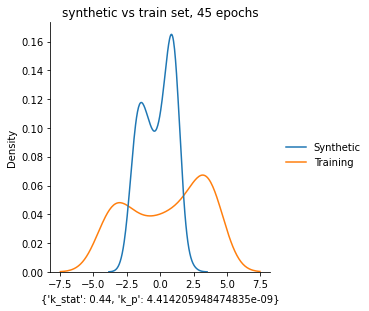 synthetic vs train set, 45 epochs
0.16
0.14
0.12
0.10
0.08
0.06
0.04
0.02
0.00
Density
Synthetic
Training
−7.5 −5.0 −2.5 0.0 2.5 5.0 7.5
{'k_stat': 0.44, 'k_p': 4.414205948474835e-09}